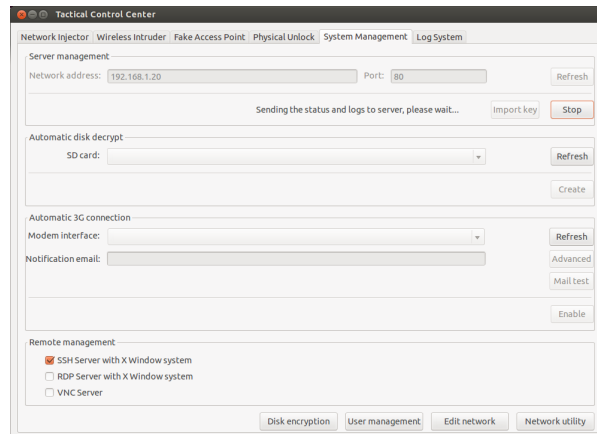 Tactical Control Center
Network Injector Wireless Intruder Fake Access Point Physical Unlock System Management Log System
Server management
Network address: 192.168.1.20 Port: 80 Refresh
Sending the status and logs to server, please wait... Import key Stop
Automatic disk decrypt
SD card: Refresh
Create
Automatic 3G connection
Modem interface: Refresh
Notification email: Advanced
Mail test
Enable
Remote management
SSH Server with X Window system
RDP Server with X Window system
VNC Server
Disk encryption User management Edit network Network utility